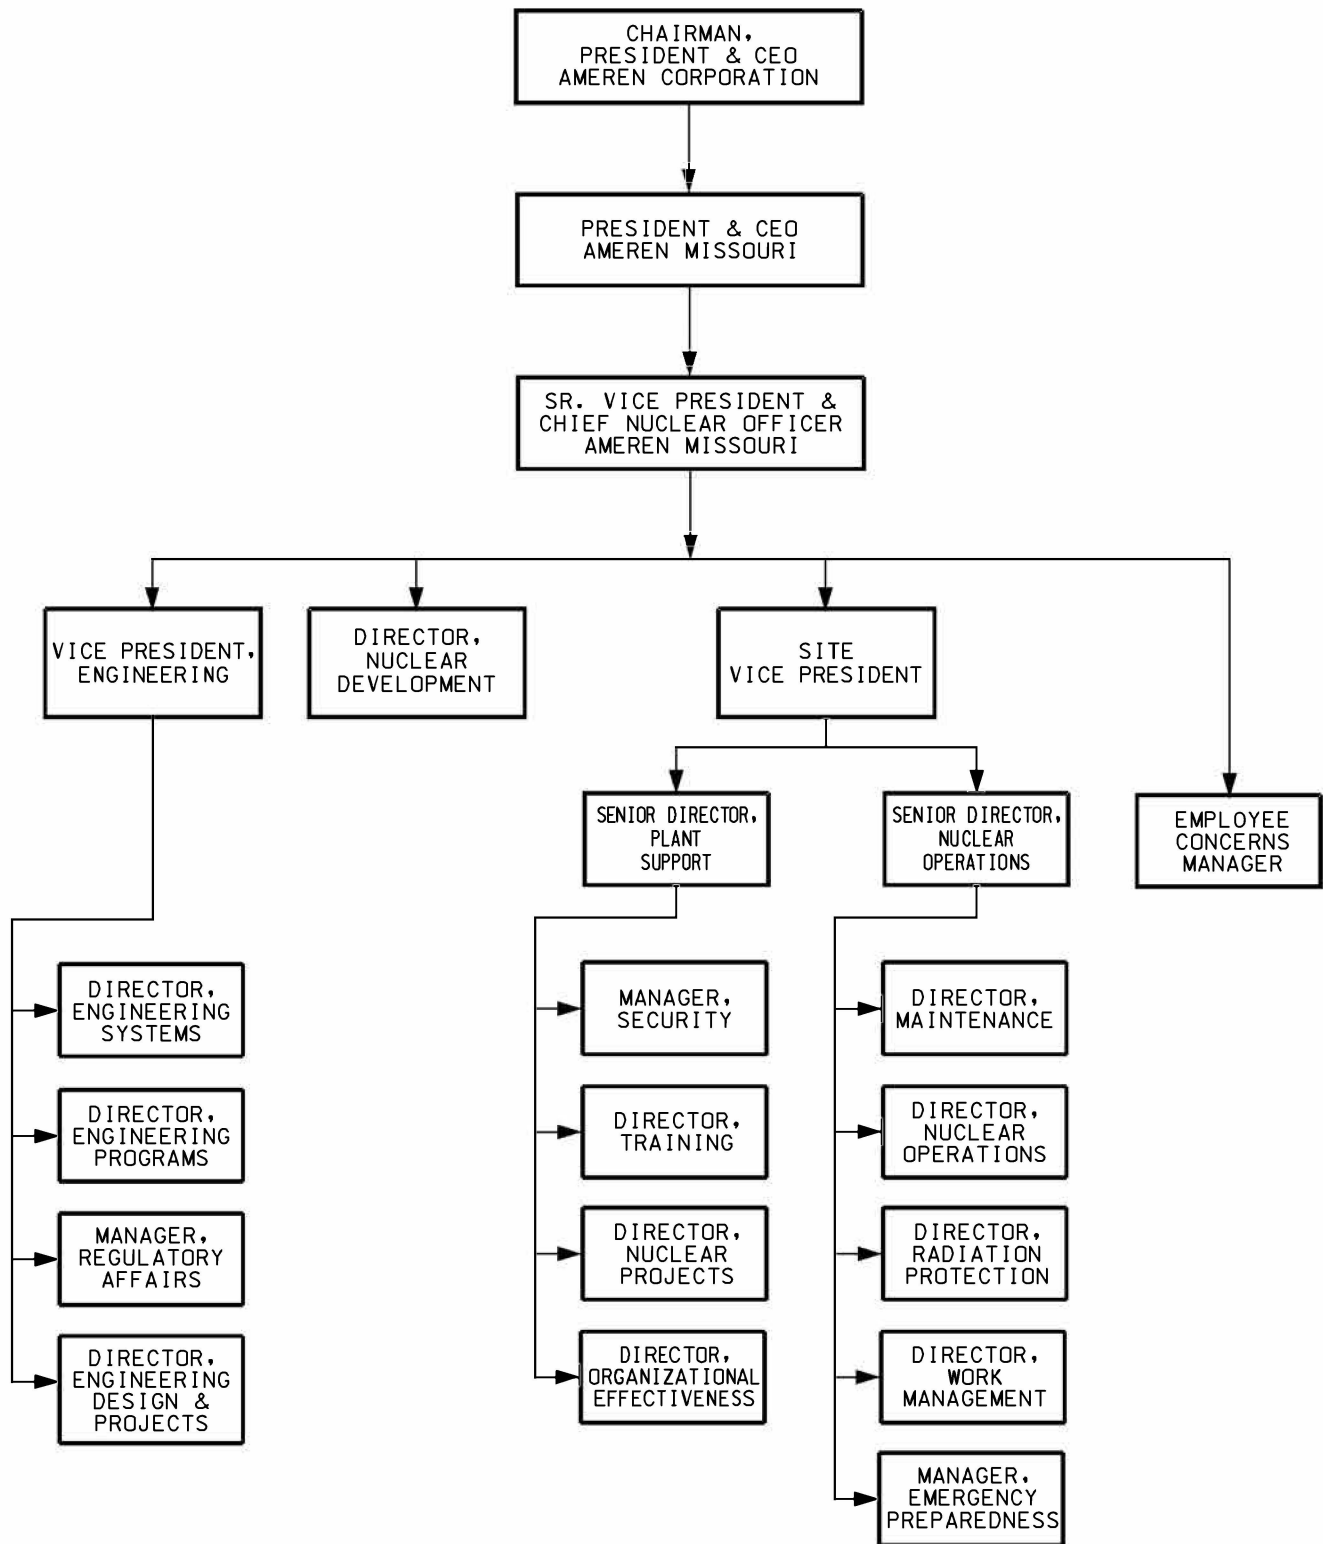 CHAIRMAN,
PRESIDENT & CEO
AMEREN CORPORATION
PRESIDENT & CEO
AMEREN MISSOURI
SR. VICE PRESIDENT &
CHIEF NUCLEAR OFFICER
AMEREN MISSOURI
VICE PRESIDENT,
ENGINEERING
DIRECTOR,
NUCLEAR
DEVELOPMENT
SITE
VICE PRESIDENT
SENIOR DIRECTOR,
PLANT
SUPPORT
SENIOR DIRECTOR,
NUCLEAR
OPERATIONS
EMPLOYEE
CONCERNS
MANAGER
DIRECTOR,
ENGINEERING
SYSTEMS
DIRECTOR,
ENGINEERING
PROGRAMS
MANAGER,
REGULATORY
AFFAIRS
DIRECTOR,
ENGINEERING
DESIGN &
PROJECTS
MANAGER,
SECURITY
DIRECTOR,
TRAINING
DIRECTOR,
NUCLEAR
PROJECTS
DIRECTOR,
ORGANIZATIONAL
EFFECTIVENESS
DIRECTOR,
MAINTENANCE
DIRECTOR,
NUCLEAR
OPERATIONS
DIRECTOR,
RADIATION
PROTECTION
DIRECTOR,
WORK
MANAGEMENT
MANAGER,
EMERGENCY
PREPAREDNESS